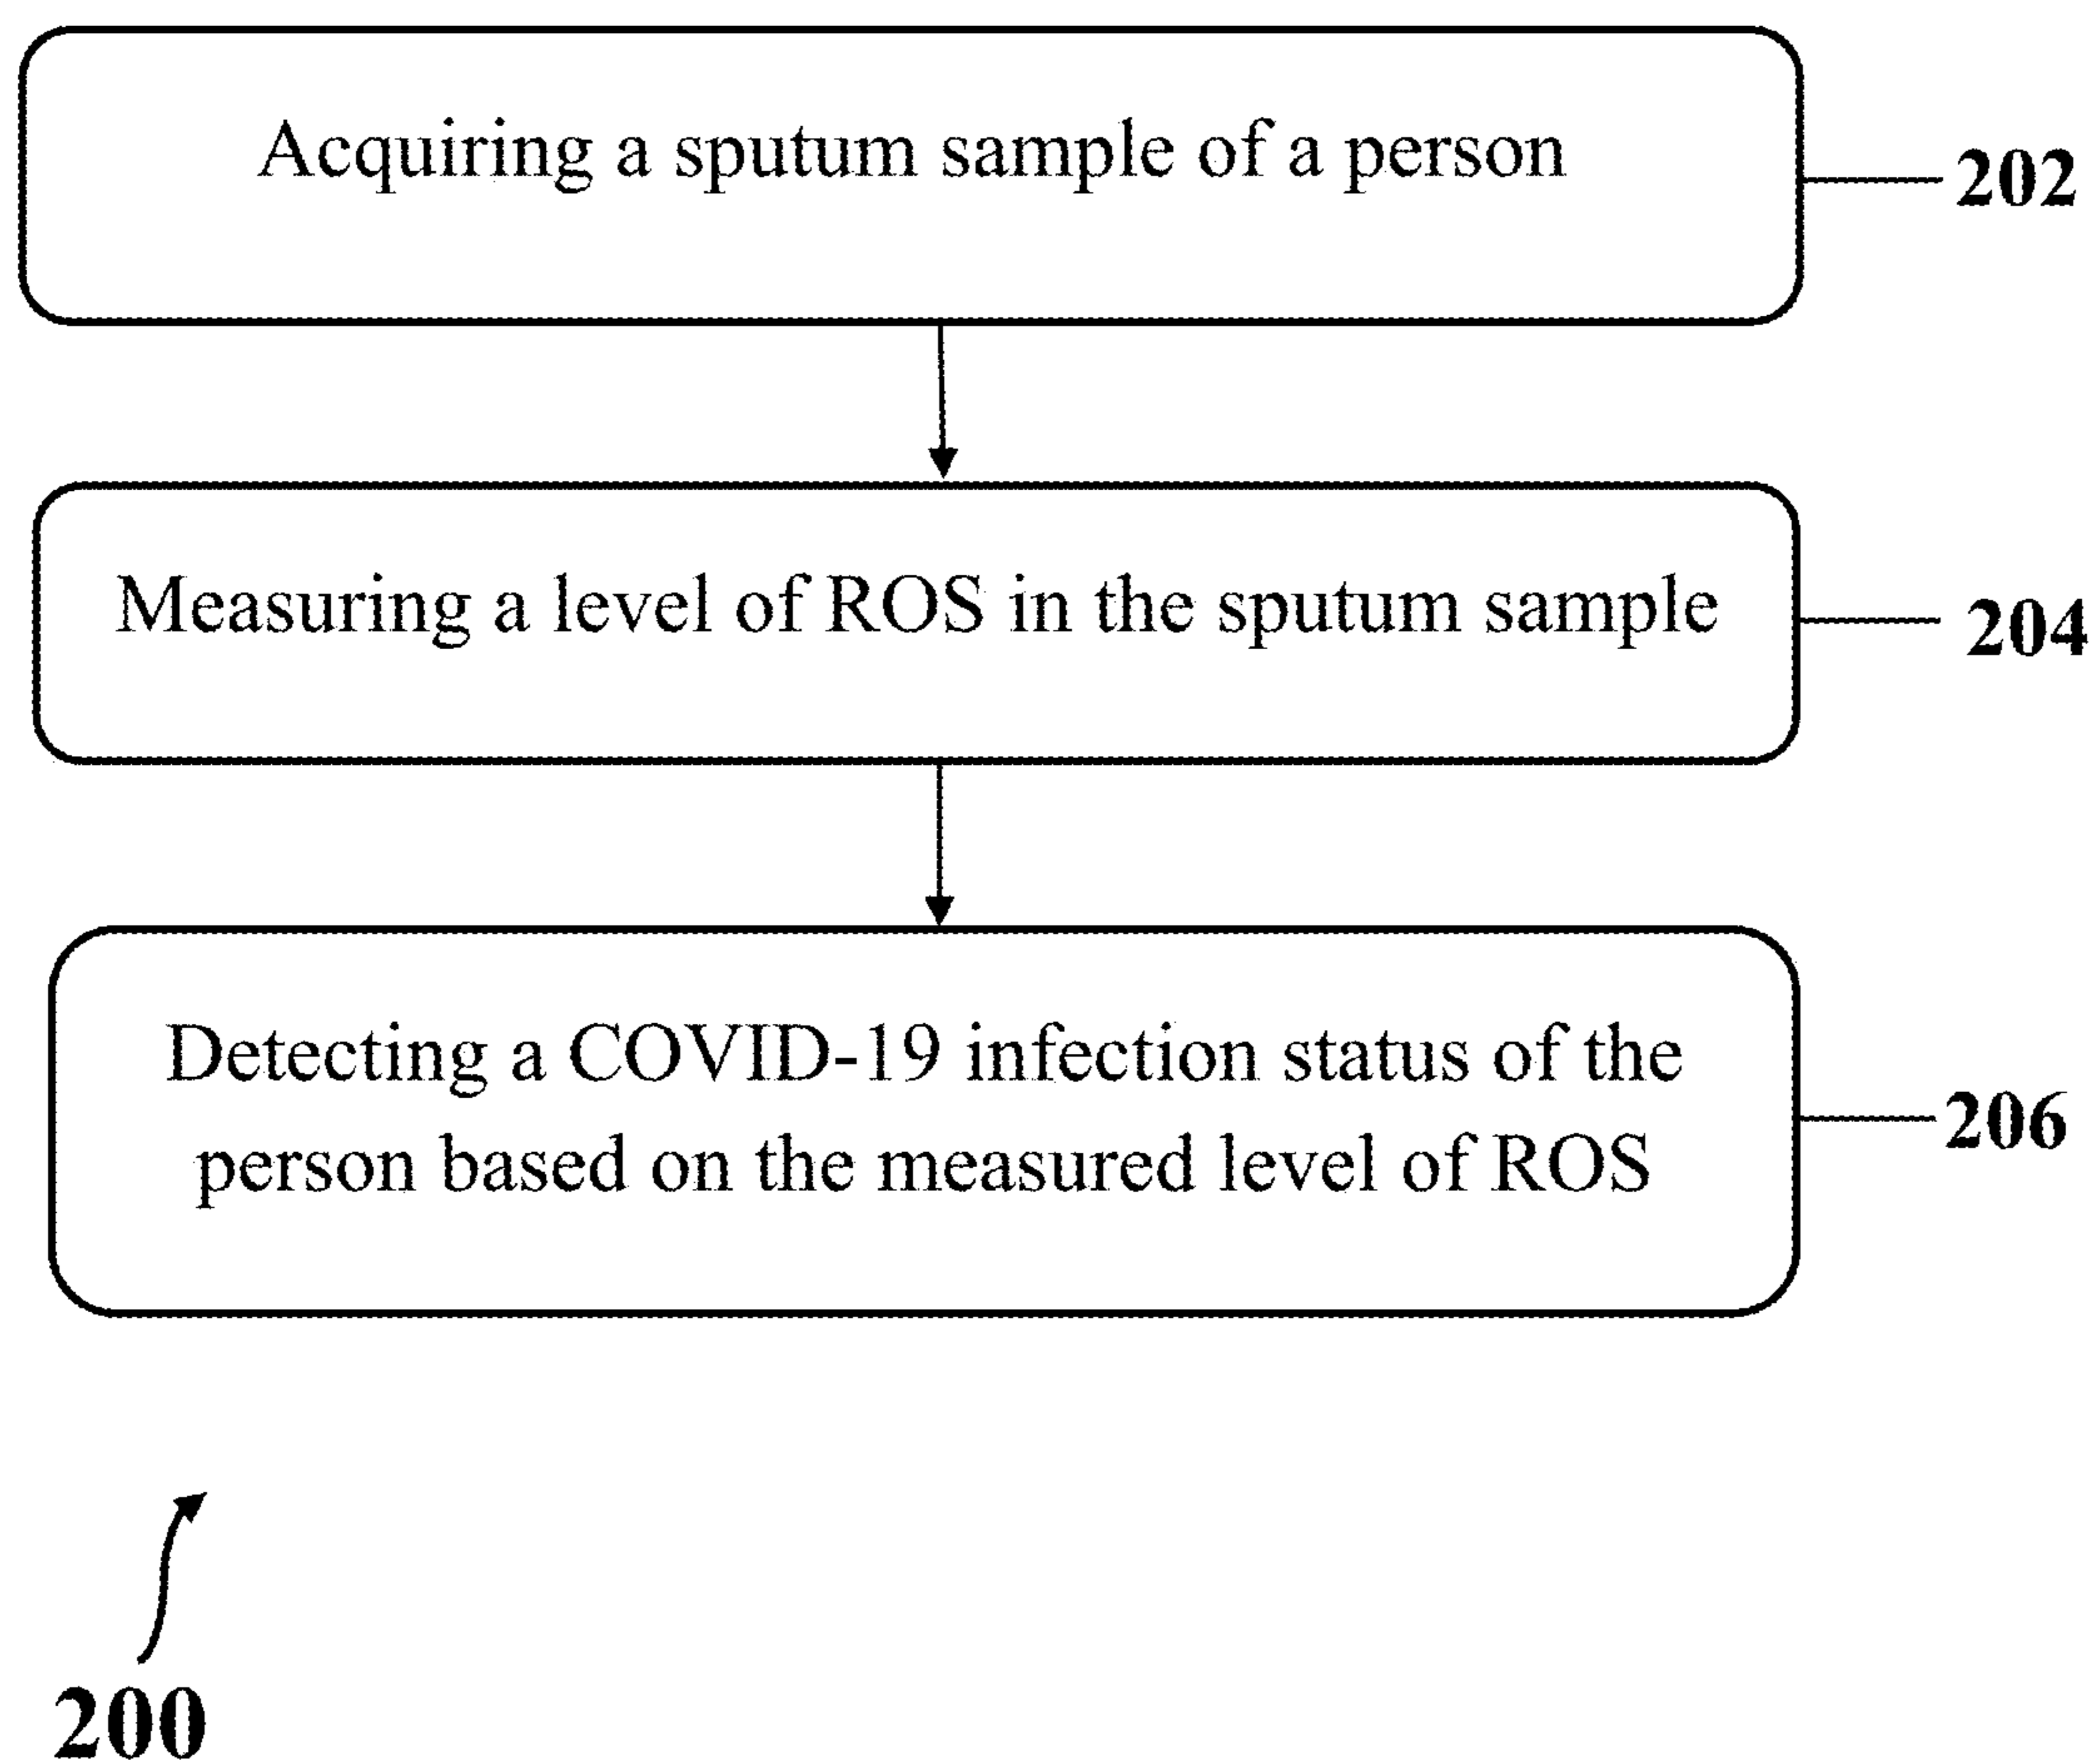 Acquiring a sputum sample of a person
202
Measuring a level of ROS in the sputum sample
204
Detecting a COVID-19 infection status of the
person based on the measured level of ROS
206
200